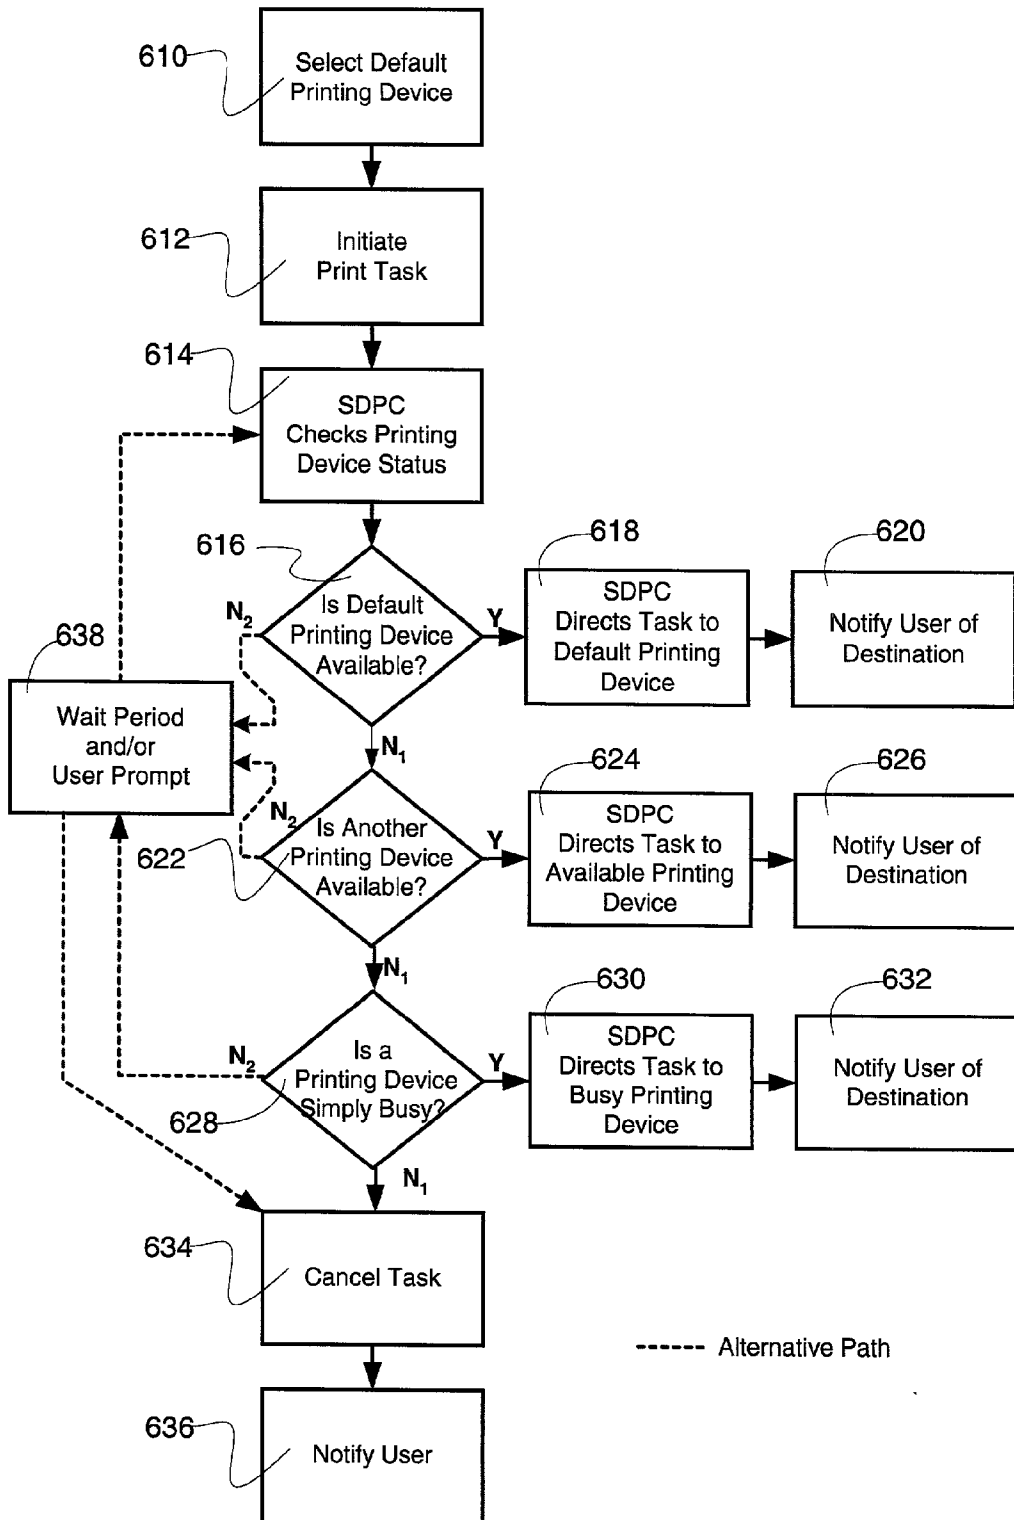 610
Select Default
Printing Device
612
Initiate
Print Task
614
SDPC
Checks Printing
Device Status
616
Is Default
Printing Device
Available?
N2
Y
N1
618
SDPC
Directs Task to
Default Printing
Device
620
Notify User of
Destination
638
Wait Period
and/or
User Prompt
622
Is Another
Printing Device
Available?
N2
Y
N1
624
SDPC
Directs Task to
Available Printing
Device
626
Notify User of
Destination
628
Is a
Printing Device
Simply Busy?
N2
Y
N1
630
SDPC
Directs Task to
Busy Printing
Device
632
Notify User of
Destination
634
Cancel Task
Alternative Path
636
Notify User